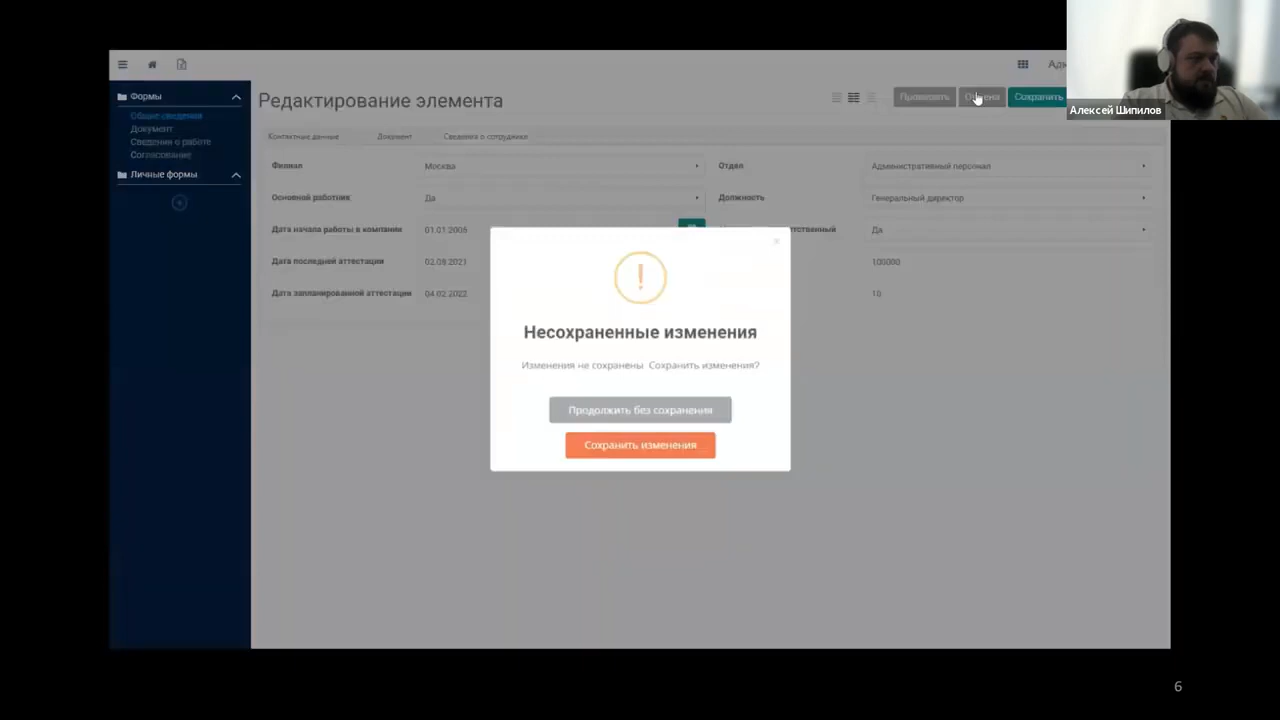 Адм
Алексей Шипилов
Формы
Общие сведения
Документ
Сведения о работе
Согласование
Личные формы
Редактирование элемента
Проверить
Отмена
Сохранить
Контактные данные Документ Сведения о сотруднике
Филиал Москва Отдел Административный персонал
Основной работник Да Должность Генеральный директор
Дата начала работы в компании 01.01.2006 Да
Дата последней аттестации 02.08.2021 100000
Дата запланированной аттестации 04.02.2022 10
×
!
Несохраненные изменения
Изменения не сохранены Сохранить изменения?
Продолжить без сохранения
Сохранить изменения
6